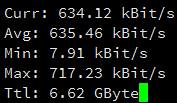 Curr: 634.12 kBit/s
Avg: 635.46 kBit/s
Min: 7.91 kBit/s
Max: 717.23 kBit/s
Ttl: 6.62 GByte